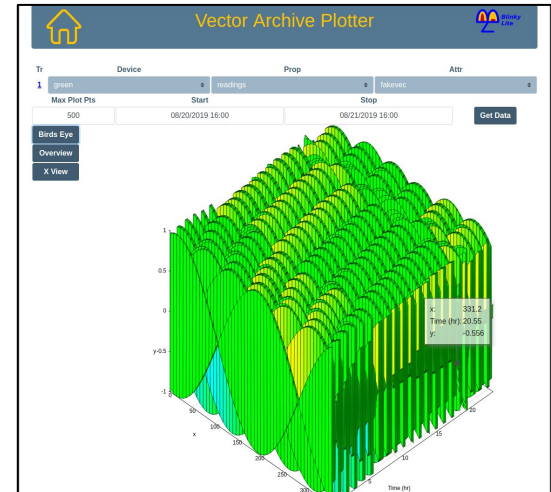 Vector Archive Plotter
Blinky
Lite
Tr Device Prop Attr
1 green readings fakevec
Max Plot Pts Start Stop
500 08/20/2019 16:00 08/21/2019 16:00 Get Data
Birds Eye
Overview
X View
1
0.5
0
y-0.5
-1
0
50
100
150
200
250
300
x
5
10
15
20
Time (hr)
x: 331.2
Time (hr): 20.55
y: -0.556